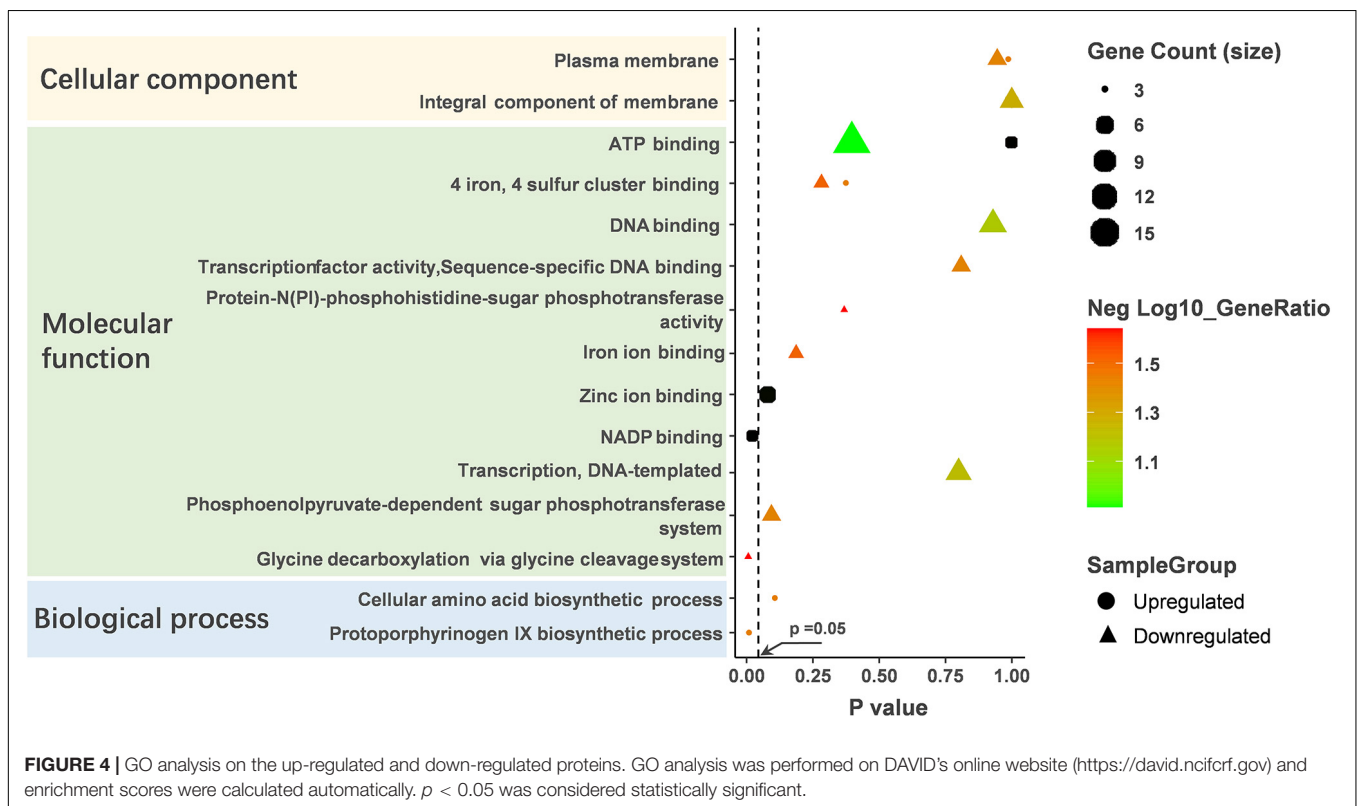 Cellular component
Plasma membrane
Integral component of membrane
Molecular
function
ATP binding
4 iron, 4 sulfur cluster binding
DNA binding
Transcriptionfactor activity,Sequence-specific DNA binding
Protein-N(PI)-phosphohistidine-sugar phosphotransferase
activity
Iron ion binding
Zinc ion binding
NADP binding
Transcription, DNA-templated
Phosphoenolpyruvate-dependent sugar phosphotransferase
system
Glycine decarboxylation via glycine cleavagesystem
Biological process
Cellular amino acid biosynthetic process
Protoporphyrinogen IX biosynthetic process
p =0.05
0.00 0.25 0.50 0.75 1.00
P value
Gene Count (size)
3
6
9
12
15
Neg Log10_GeneRatio
1.5
1.3
1.1
SampleGroup
Upregulated
Downregulated
FIGURE 4 | GO analysis on the up-regulated and down-regulated proteins. GO analysis was performed on DAVID's online website (https://david.ncifcrf.gov) and
enrichment scores were calculated automatically. p < 0.05 was considered statistically significant.